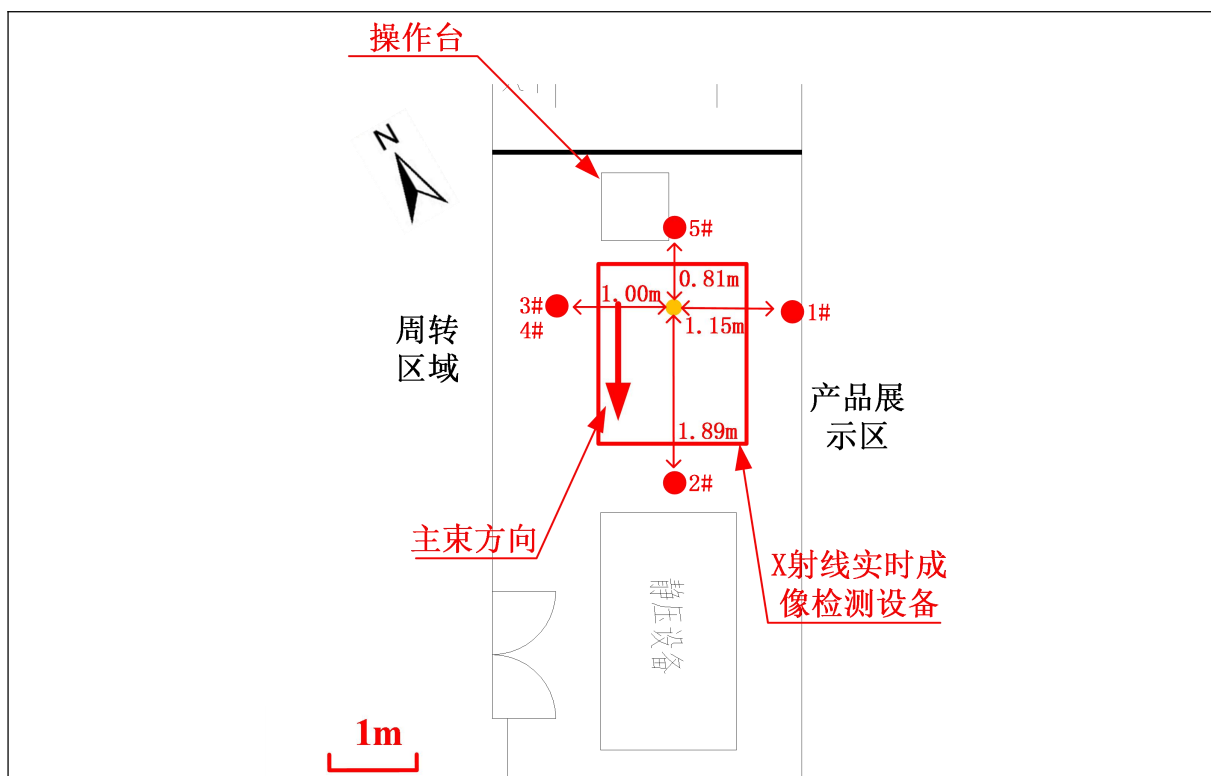 操作台
N
5#
0.81m
1.00m
3#
4#
1#
1.15m
周转
区域
产品展
示区
1.89m
2#
主束方向
X射线实时成
像检测设备
静压设备
1m